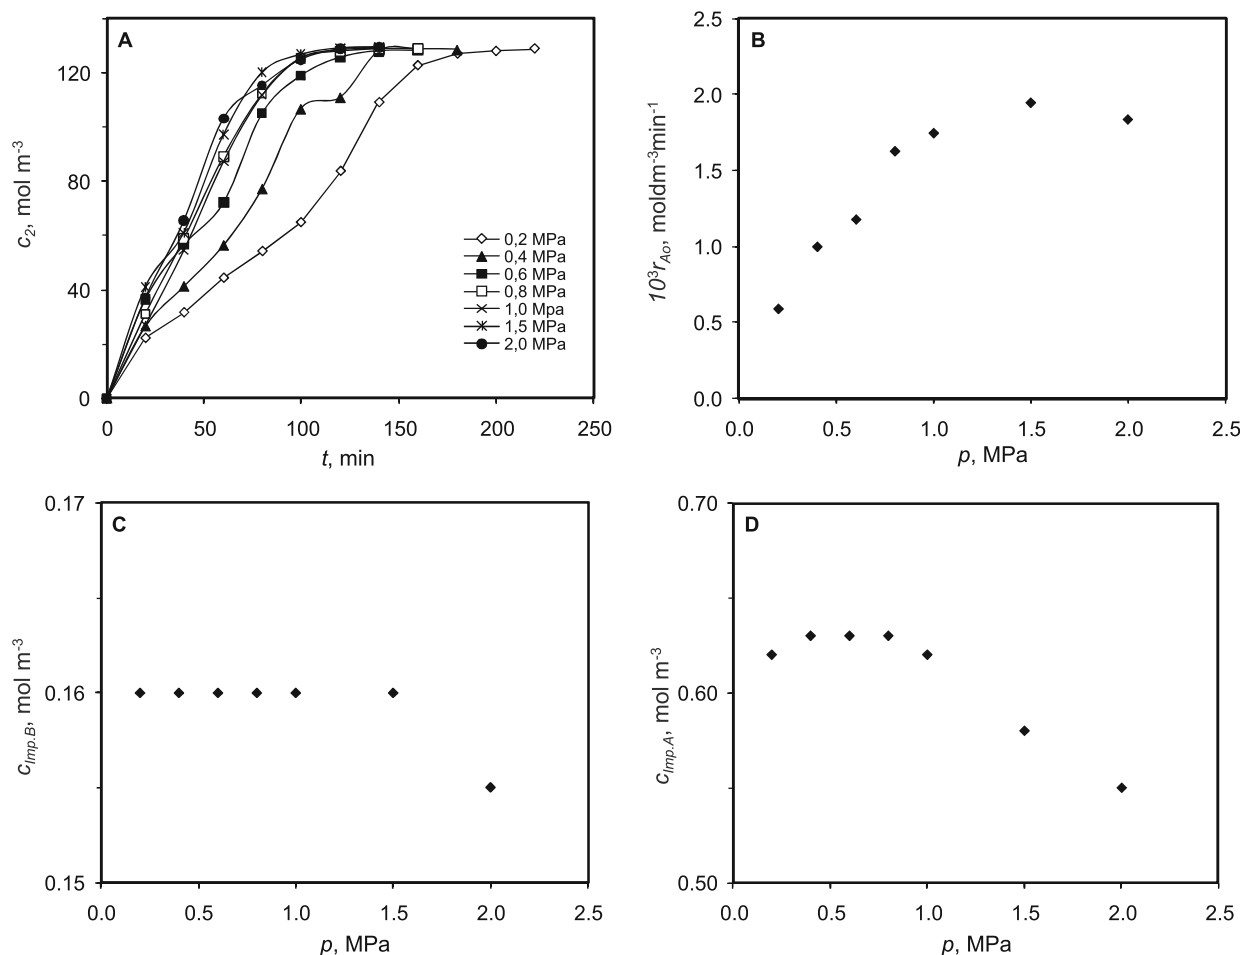 A
120
80
40
0
c2, mol m-3
0 50 100 150 200 250
t, min
0,2 MPa
0,4 MPa
0,6 MPa
0,8 MPa
1,0 Mpa
1,5 MPa
2,0 MPa
B
2.5
2.0
1.5
1.0
0.5
0.0
10³rAo, moldm-3min-1
0.0 0.5 1.0 1.5 2.0 2.5
p, MPa
C
0.17
0.16
0.15
cImp.B, mol m-3
0.0 0.5 1.0 1.5 2.0 2.5
p, MPa
D
0.70
0.60
0.50
cImp.A, mol m-3
0.0 0.5 1.0 1.5 2.0 2.5
p, MPa